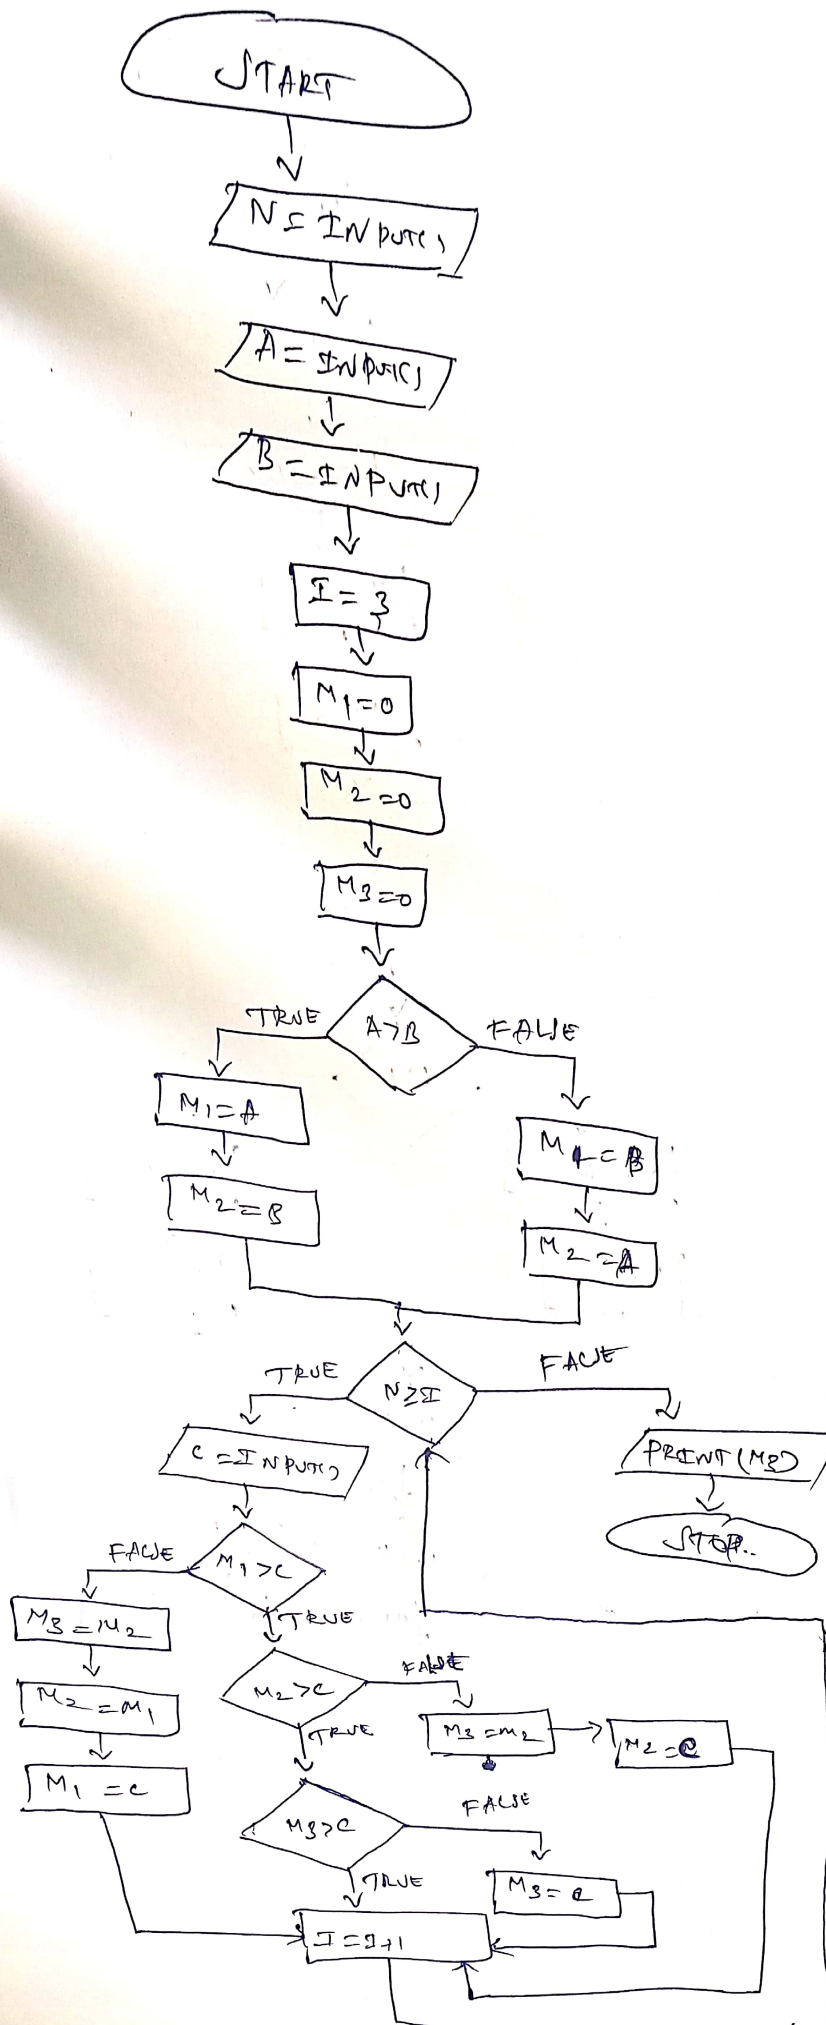 START
N = INPUT()
A = INPUT()
B = INPUT()
I = 3
M1 = 0
M2 = 0
M3 = 0
A > B
TRUE
FALSE
M1 = A
M2 = B
M1 = B
M2 = A
N ≥ I
TRUE
FALSE
C = INPUT()
PRINT (M3)
STOP.
M1 > C
FALSE
TRUE
M3 = M2
M2 = M1
M1 = C
M2 > C
FALSE
TRUE
M3 = M2
M2 = C
M3 > C
FALSE
TRUE
M3 = C
I = I+1